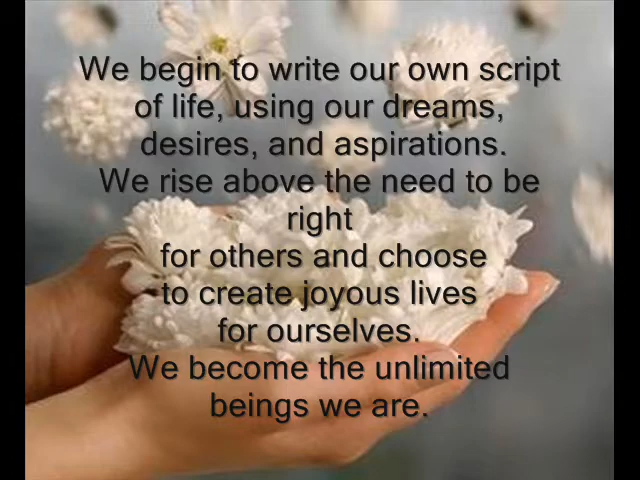 We begin to write our own script
of life, using our dreams,
desires, and aspirations.
We rise above the need to be
right
for others and choose
to create joyous lives
for ourselves.
We become the unlimited
beings we are.